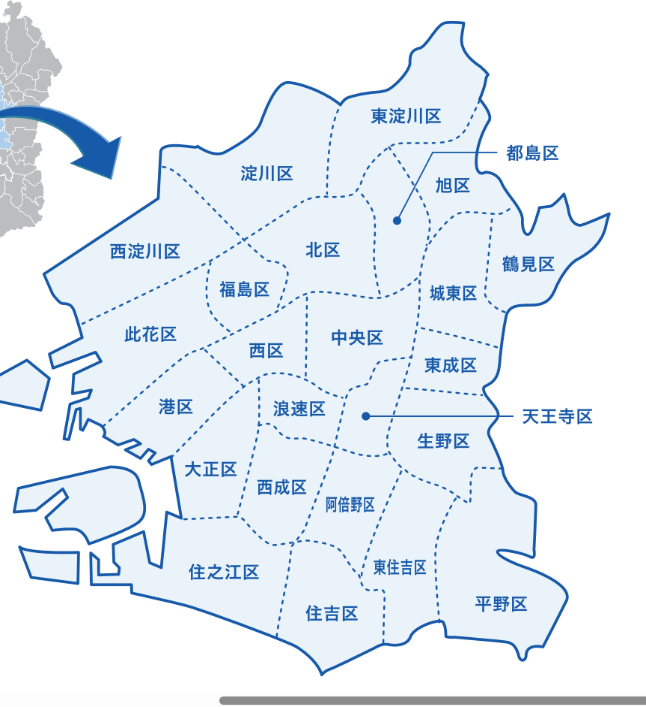 東淀川区
都島区
淀川区
旭区
西淀川区
北区
鶴見区
福島区
城東区
此花区
中央区
西区
東成区
港区
浪速区
天王寺区
生野区
大正区
西成区
阿倍野区
住之江区
東住吉区
住吉区
平野区